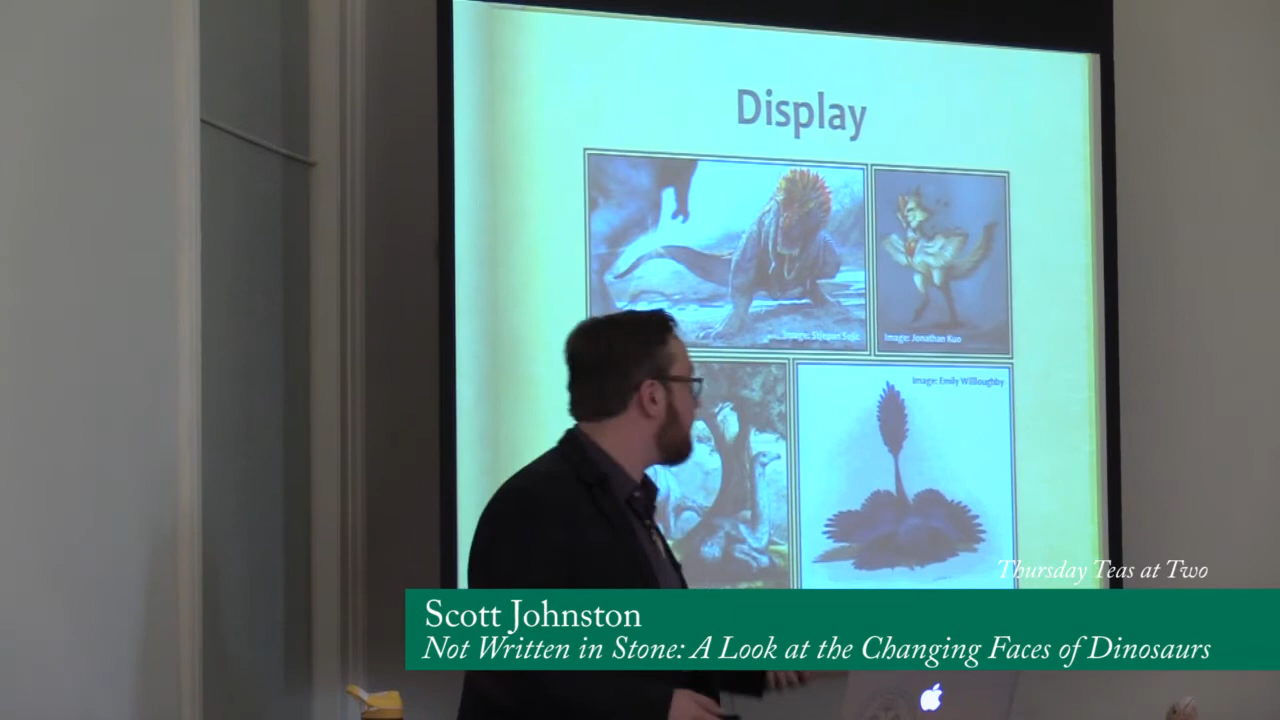 Display
Image: Stjepan Sejic
Image: Jonathan Kuo
Image: Emily Willoughby
Thursday Teas at Two
Scott Johnston
Not Written in Stone: A Look at the Changing Faces of Dinosaurs